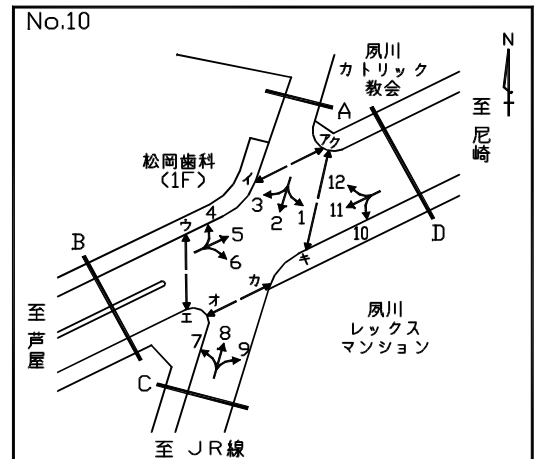 No.10
N
夙川
カトリック
教会
至
尼
崎
A
アク
松岡歯科
(1F)
イ
12
11
3
2
1
10
D
4
ウ
5
6
B
キ
カ
オ
エ
夙川
レックス
マンション
至
芦
屋
7
8
9
C
至 JR線